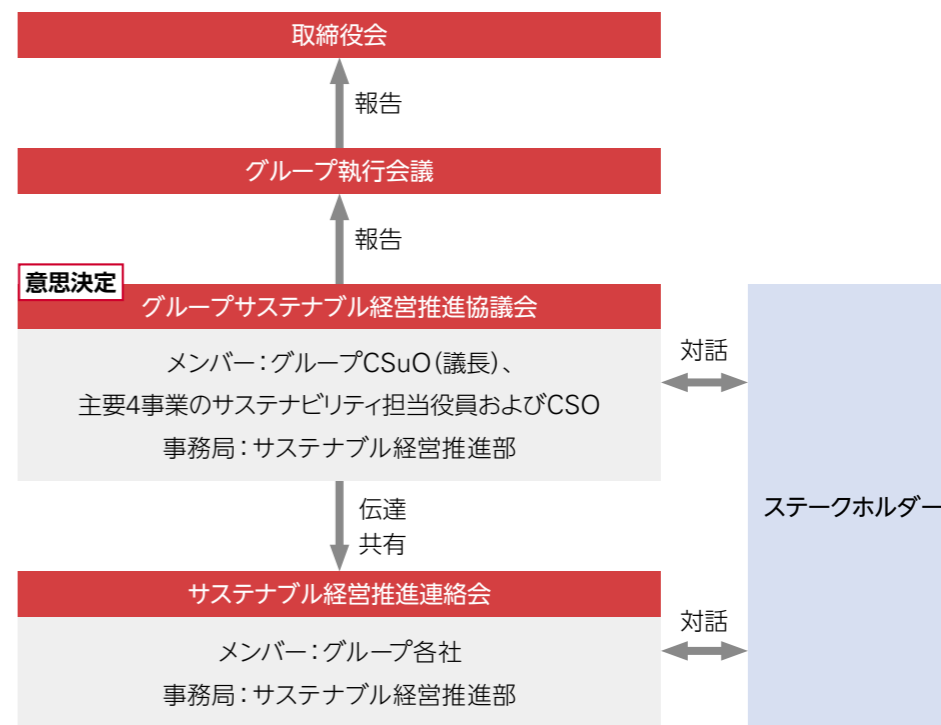 取締役会
報告
グループ執行会議
報告
意思決定
グループサステナブル経営推進協議会
メンバー：グループCSuO（議長）、
主要4事業のサステナビリティ担当役員およびCSO
事務局：サステナブル経営推進部
対話
伝達
共有
ステークホルダー
サステナブル経営推進連絡会
メンバー：グループ各社
事務局：サステナブル経営推進部
対話